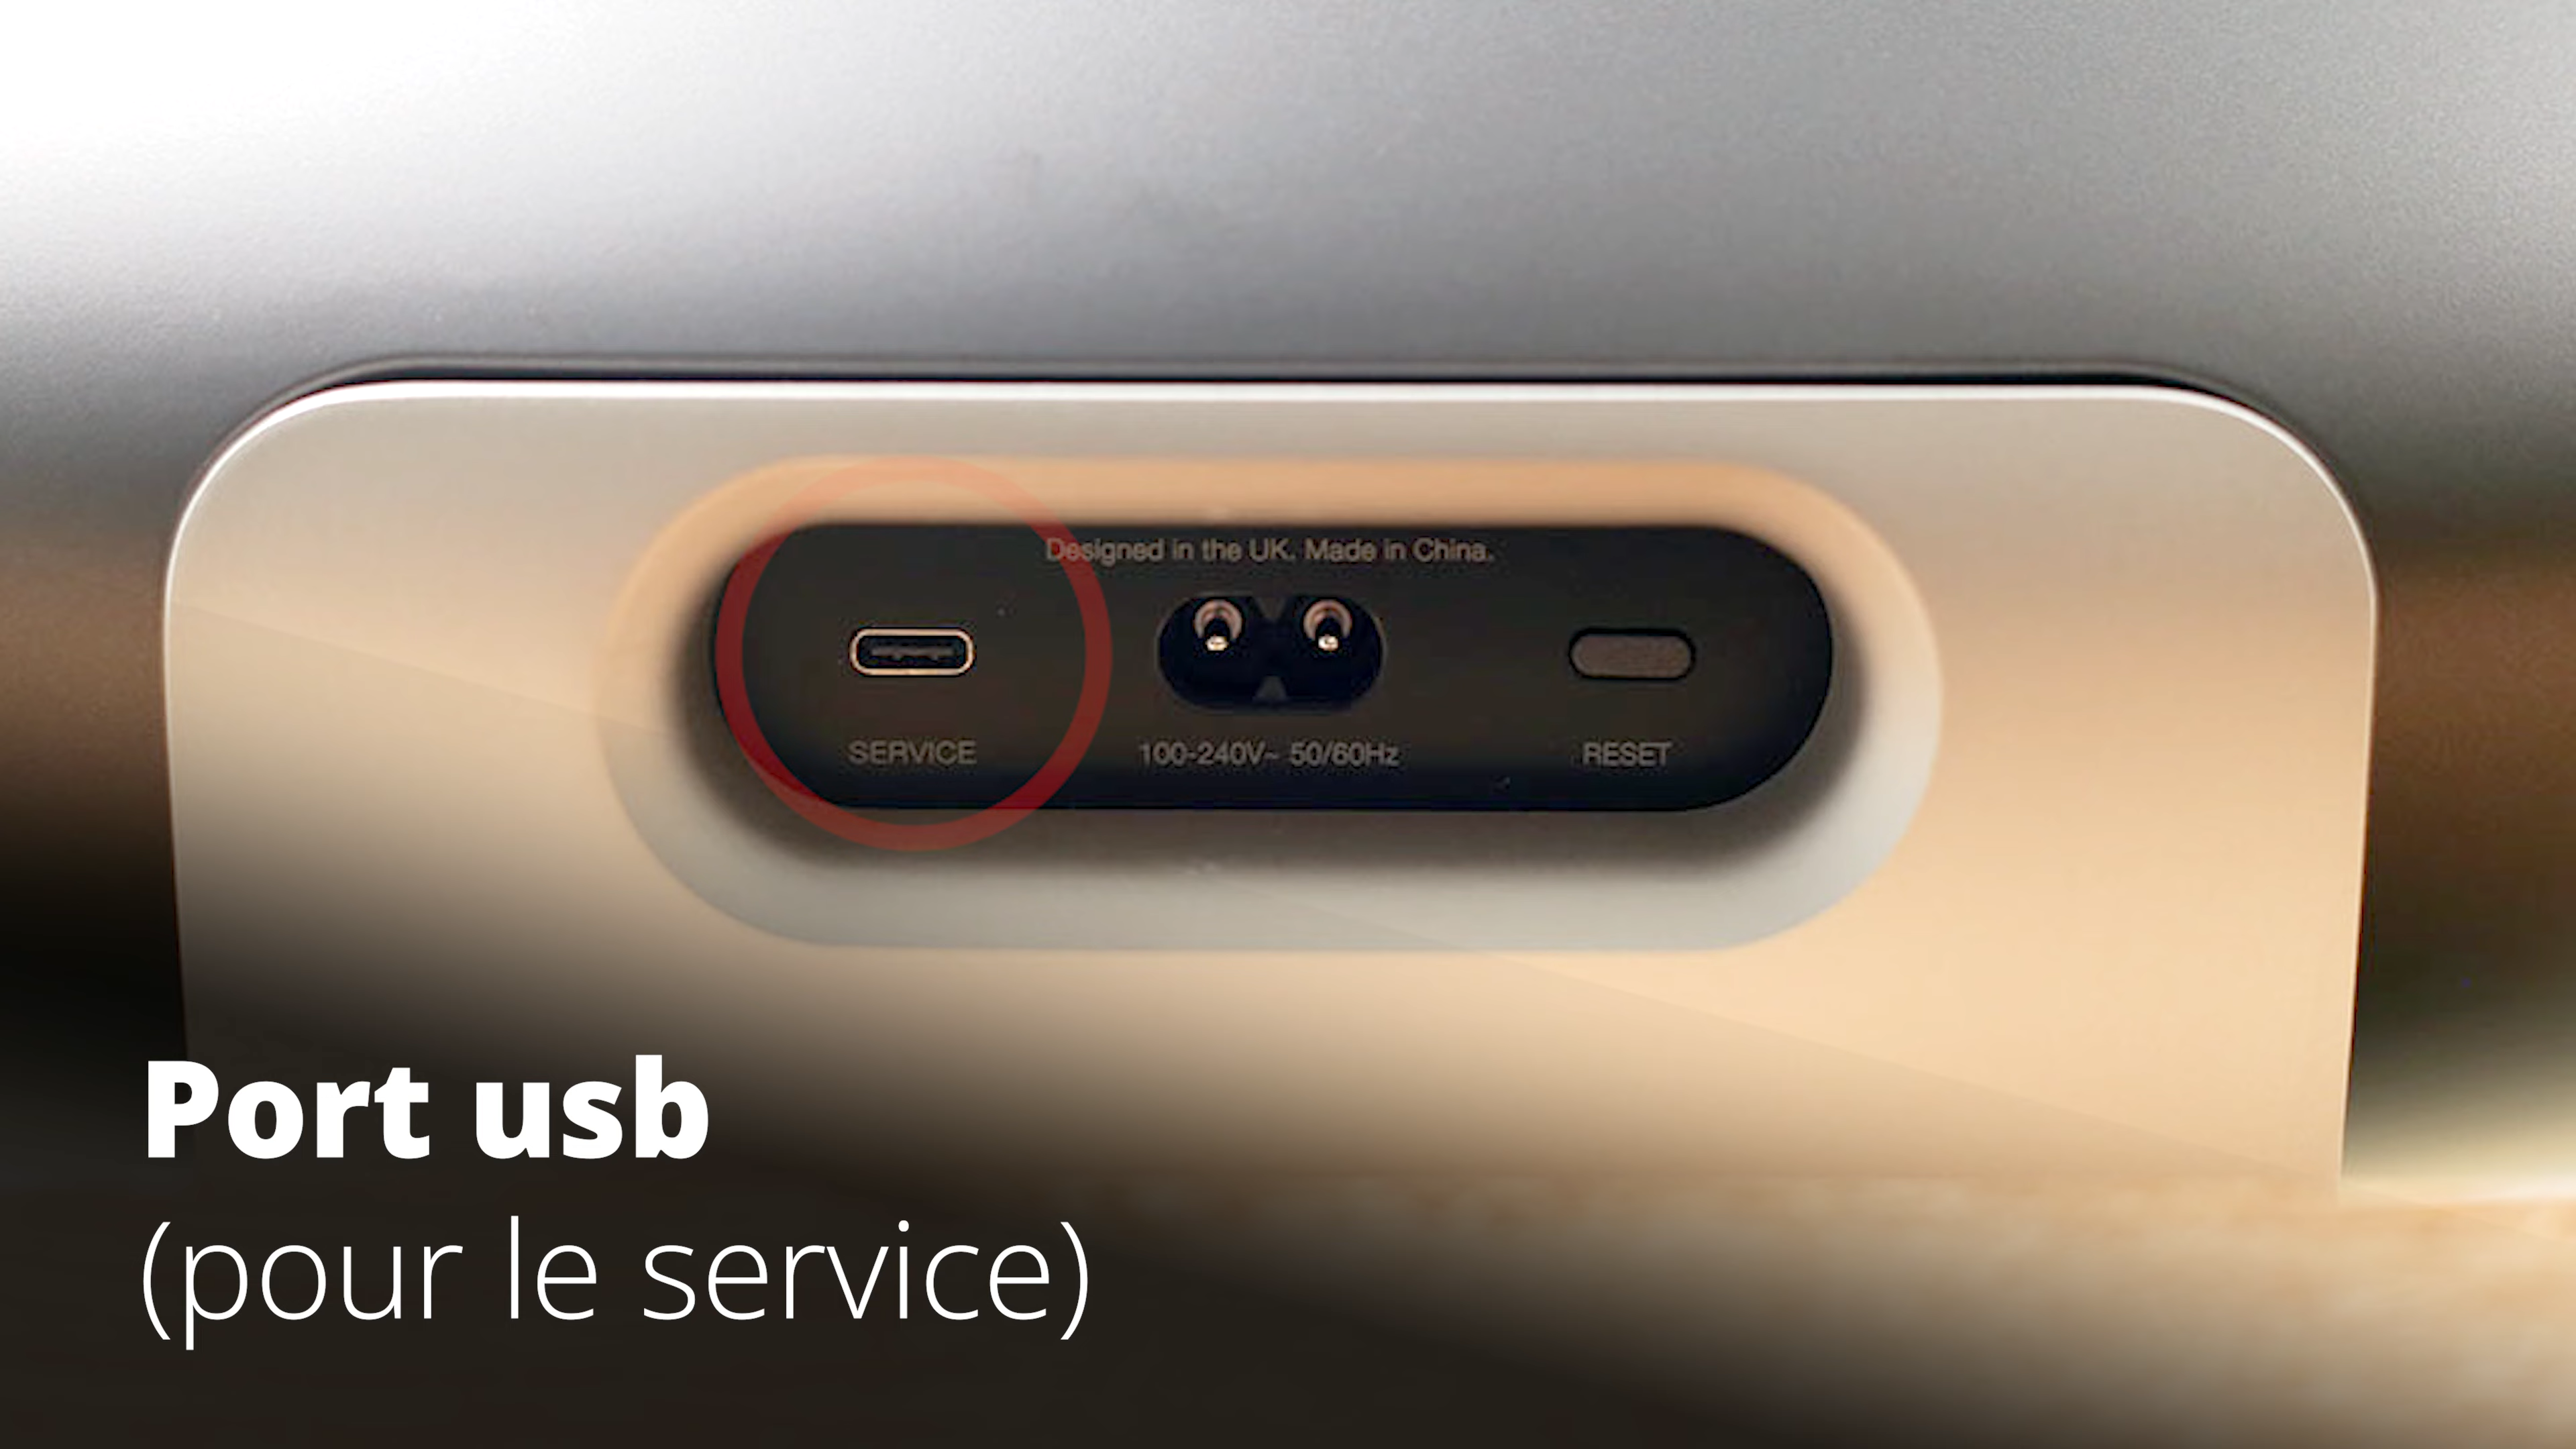 Designed in the UK. Made in China.
SERVICE
100-240V~ 50/60Hz
RESET
Port usb
(pour le service)